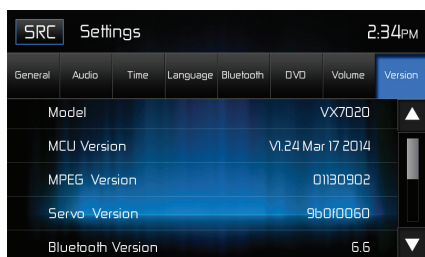 SRC Settings 2:34PM
General Audio Time Language Bluetooth DVD Volume Version
Model VX7020
MCU Version V1.24 Mar 17 2014
MPEG Version 01130902
Servo Version 9b0f0060
Bluetooth Version 6.6